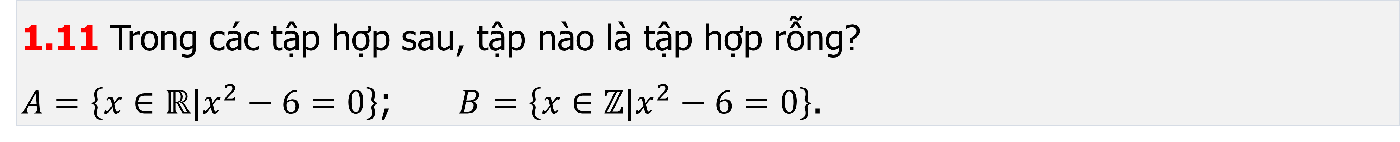 1.11 Trong các tập hợp sau, tập nào là tập hợp rỗng?
A = {x ∈ ℝ|x² − 6 = 0}; B = {x ∈ ℤ|x² − 6 = 0}.